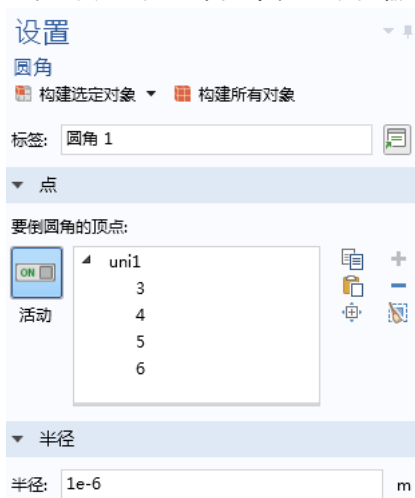 设置
圆角
构建选定对象 构建所有对象
标签: 圆角 1
点
要倒圆角的顶点:
ON
活动
uni1
3
4
5
6
半径
半径: 1e-6 m